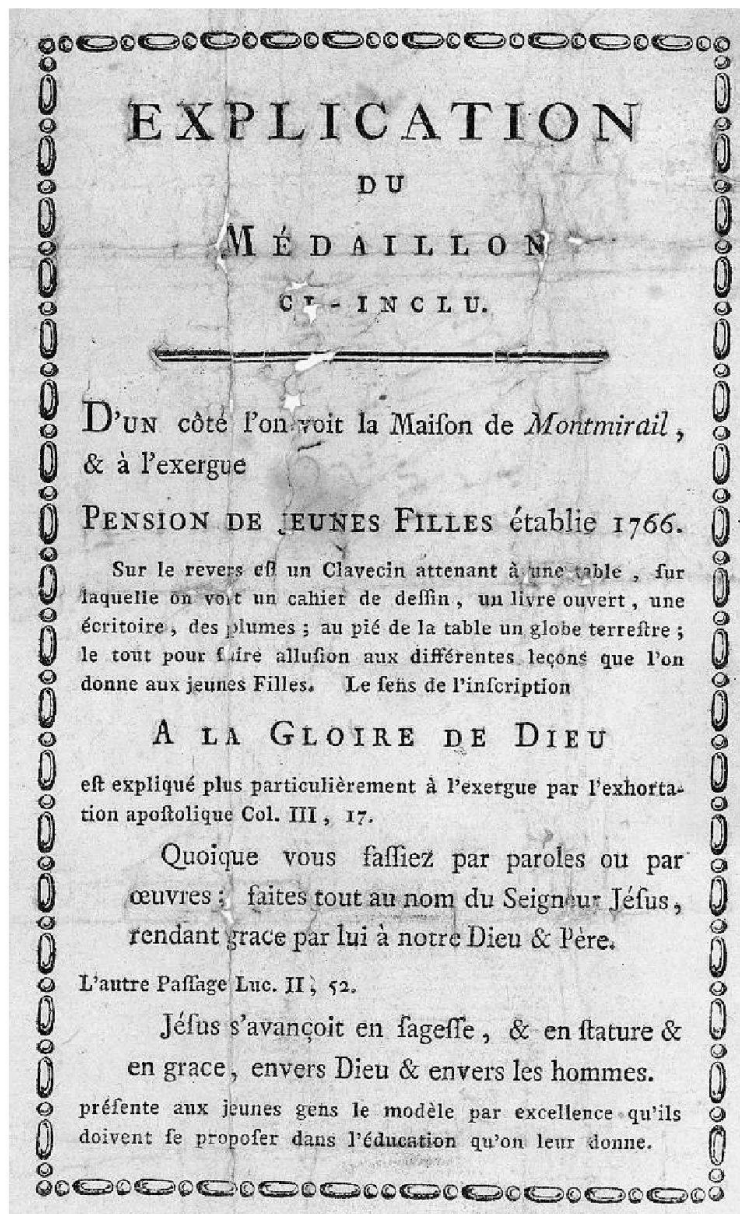 EXPLICATION
DU
MÉDAILLON
CI-INCLU.
D'UN côté l'on voit la Maiſon de Montmirail,
& à l'exergue
PENSION DE JEUNES FILLES établie 1766.
Sur le revers eſt un Clavecin attenant à une table, ſur
laquelle on voit un cahier de deſſin, un livre ouvert, une
écritoire, des plumes; au pié de la table un globe terreſtre;
le tout pour faire alluſion aux différentes leçons que l'on
donne aux jeunes Filles. Le ſens de l'inſcription
A LA GLOIRE DE DIEU
eſt expliqué plus particulièrement à l'exergue par l'exhorta-
tion apoſtolique Col. III, 17.
Quoique vous faſſiez par paroles ou par
œuvres; faites tout au nom du Seigneur Jéſus,
rendant grace par lui à notre Dieu & Père.
L'autre Paſſage Luc. II, 52.
Jéſus s'avançoit en ſageſſe, & en ſtature &
en grace, envers Dieu & envers les hommes.
préſente aux jeunes gens le modèle par excellence qu'ils
doivent ſe propoſer dans l'éducation qu'on leur donne.